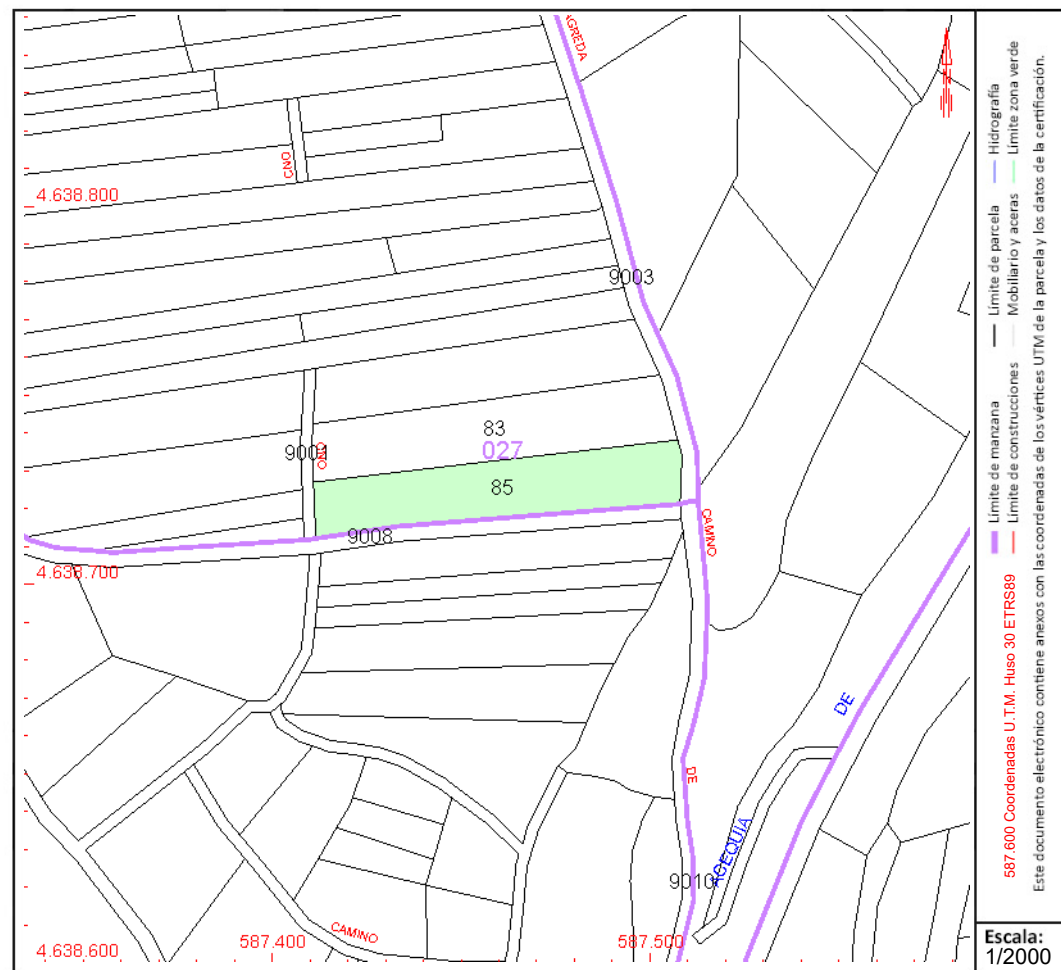 AGREDA
CNO
4.638.800
9003
83
9001
CNO
027
85
9008
CAMINO
4.638.700
DE
DE
ACEQUIA
9010
CAMINO
587.400
587.500
4.638.600
Límite de manzana
Límite de parcela
Hidrografía
Límite de construcciones
Mobiliario y aceras
Límite zona verde
587.600 Coordenadas U.T.M. Huso 30 ETRS89
Este documento electrónico contiene anexos con las coordenadas de los vértices UTM de la parcela y los datos de la certificación.
Escala:
1/2000